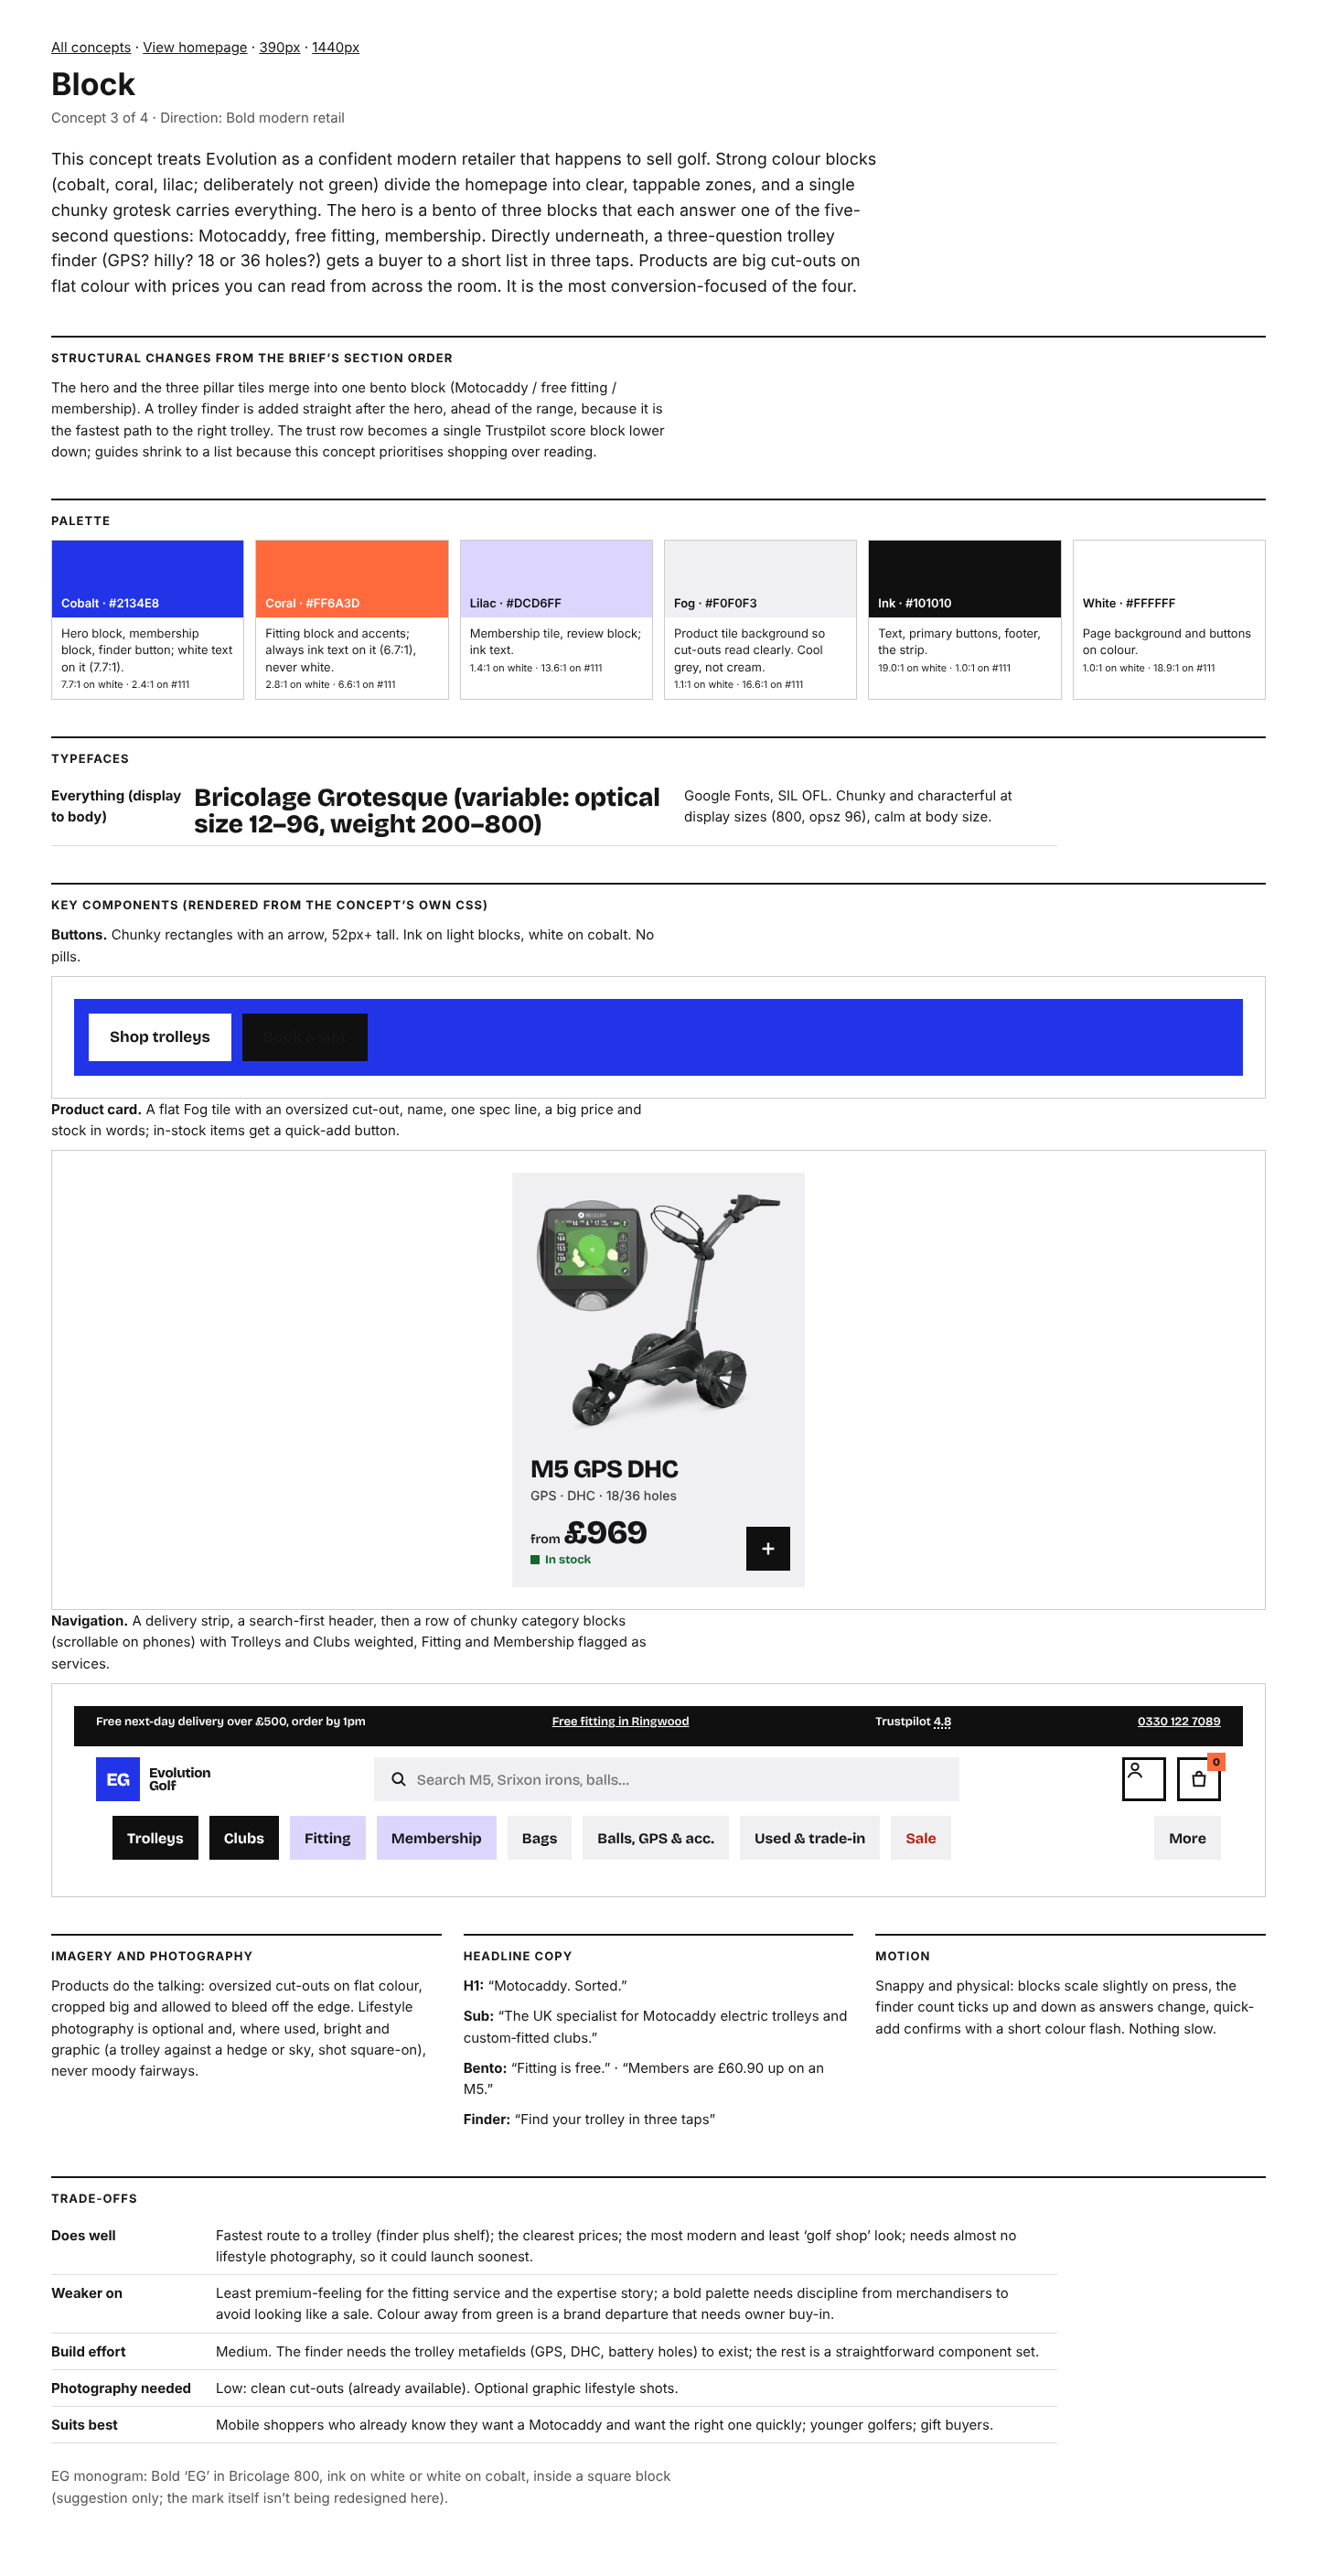 All concepts · View homepage · 390px · 1440px
Block
Concept 3 of 4 · Direction: Bold modern retail
This concept treats Evolution as a confident modern retailer that happens to sell golf. Strong colour blocks
(cobalt, coral, lilac; deliberately not green) divide the homepage into clear, tappable zones, and a single
chunky grotesk carries everything. The hero is a bento of three blocks that each answer one of the five-
second questions: Motocaddy, free fitting, membership. Directly underneath, a three-question trolley
finder (GPS? hilly? 18 or 36 holes?) gets a buyer to a short list in three taps. Products are big cut-outs on
flat colour with prices you can read from across the room. It is the most conversion-focused of the four.
STRUCTURAL CHANGES FROM THE BRIEF’S SECTION ORDER
The hero and the three pillar tiles merge into one bento block (Motocaddy / free fitting /
membership). A trolley finder is added straight after the hero, ahead of the range, because it is
the fastest path to the right trolley. The trust row becomes a single Trustpilot score block lower
down; guides shrink to a list because this concept prioritises shopping over reading.
PALETTE
Cobalt · #2134E8
Hero block, membership
block, finder button; white text
on it (7.7:1).
7.7:1 on white · 2.4:1 on #111
Coral · #FF6A3D
Fitting block and accents;
always ink text on it (6.7:1),
never white.
2.8:1 on white · 6.6:1 on #111
Lilac · #DCD6FF
Membership tile, review block;
ink text.
1.4:1 on white · 13.6:1 on #111
Fog · #F0F0F3
Product tile background so
cut-outs read clearly. Cool
grey, not cream.
1.1:1 on white · 16.6:1 on #111
Ink · #101010
Text, primary buttons, footer,
the strip.
19.0:1 on white · 1.0:1 on #111
White · #FFFFFF
Page background and buttons
on colour.
1.0:1 on white · 18.9:1 on #111
TYPEFACES
Everything (display
to body)
Bricolage Grotesque (variable: optical
size 12–96, weight 200–800)
Google Fonts, SIL OFL. Chunky and characterful at
display sizes (800, opsz 96), calm at body size.
KEY COMPONENTS (RENDERED FROM THE CONCEPT’S OWN CSS)
Buttons. Chunky rectangles with an arrow, 52px+ tall. Ink on light blocks, white on cobalt. No
pills.
Shop trolleys
Book a slot
Product card. A flat Fog tile with an oversized cut-out, name, one spec line, a big price and
stock in words; in-stock items get a quick-add button.
M5 GPS DHC
GPS · DHC · 18/36 holes
from £969
In stock
+
Navigation. A delivery strip, a search-first header, then a row of chunky category blocks
(scrollable on phones) with Trolleys and Clubs weighted, Fitting and Membership flagged as
services.
Free next-day delivery over £500, order by 1pm
Free fitting in Ringwood
Trustpilot 4.8
0330 122 7089
EG
Evolution
Golf
Search M5, Srixon irons, balls...
0
Trolleys
Clubs
Fitting
Membership
Bags
Balls, GPS & acc.
Used & trade-in
Sale
More
IMAGERY AND PHOTOGRAPHY
Products do the talking: oversized cut-outs on flat colour,
cropped big and allowed to bleed off the edge. Lifestyle
photography is optional and, where used, bright and
graphic (a trolley against a hedge or sky, shot square-on),
never moody fairways.
HEADLINE COPY
H1: “Motocaddy. Sorted.”
Sub: “The UK specialist for Motocaddy electric trolleys and
custom-fitted clubs.”
Bento: “Fitting is free.” · “Members are £60.90 up on an
M5.”
Finder: “Find your trolley in three taps”
MOTION
Snappy and physical: blocks scale slightly on press, the
finder count ticks up and down as answers change, quick-
add confirms with a short colour flash. Nothing slow.
TRADE-OFFS
Does well
Fastest route to a trolley (finder plus shelf); the clearest prices; the most modern and least ‘golf shop’ look; needs almost no
lifestyle photography, so it could launch soonest.
Weaker on
Least premium-feeling for the fitting service and the expertise story; a bold palette needs discipline from merchandisers to
avoid looking like a sale. Colour away from green is a brand departure that needs owner buy-in.
Build effort
Medium. The finder needs the trolley metafields (GPS, DHC, battery holes) to exist; the rest is a straightforward component set.
Photography needed
Low: clean cut-outs (already available). Optional graphic lifestyle shots.
Suits best
Mobile shoppers who already know they want a Motocaddy and want the right one quickly; younger golfers; gift buyers.
EG monogram: Bold ‘EG’ in Bricolage 800, ink on white or white on cobalt, inside a square block
(suggestion only; the mark itself isn’t being redesigned here).